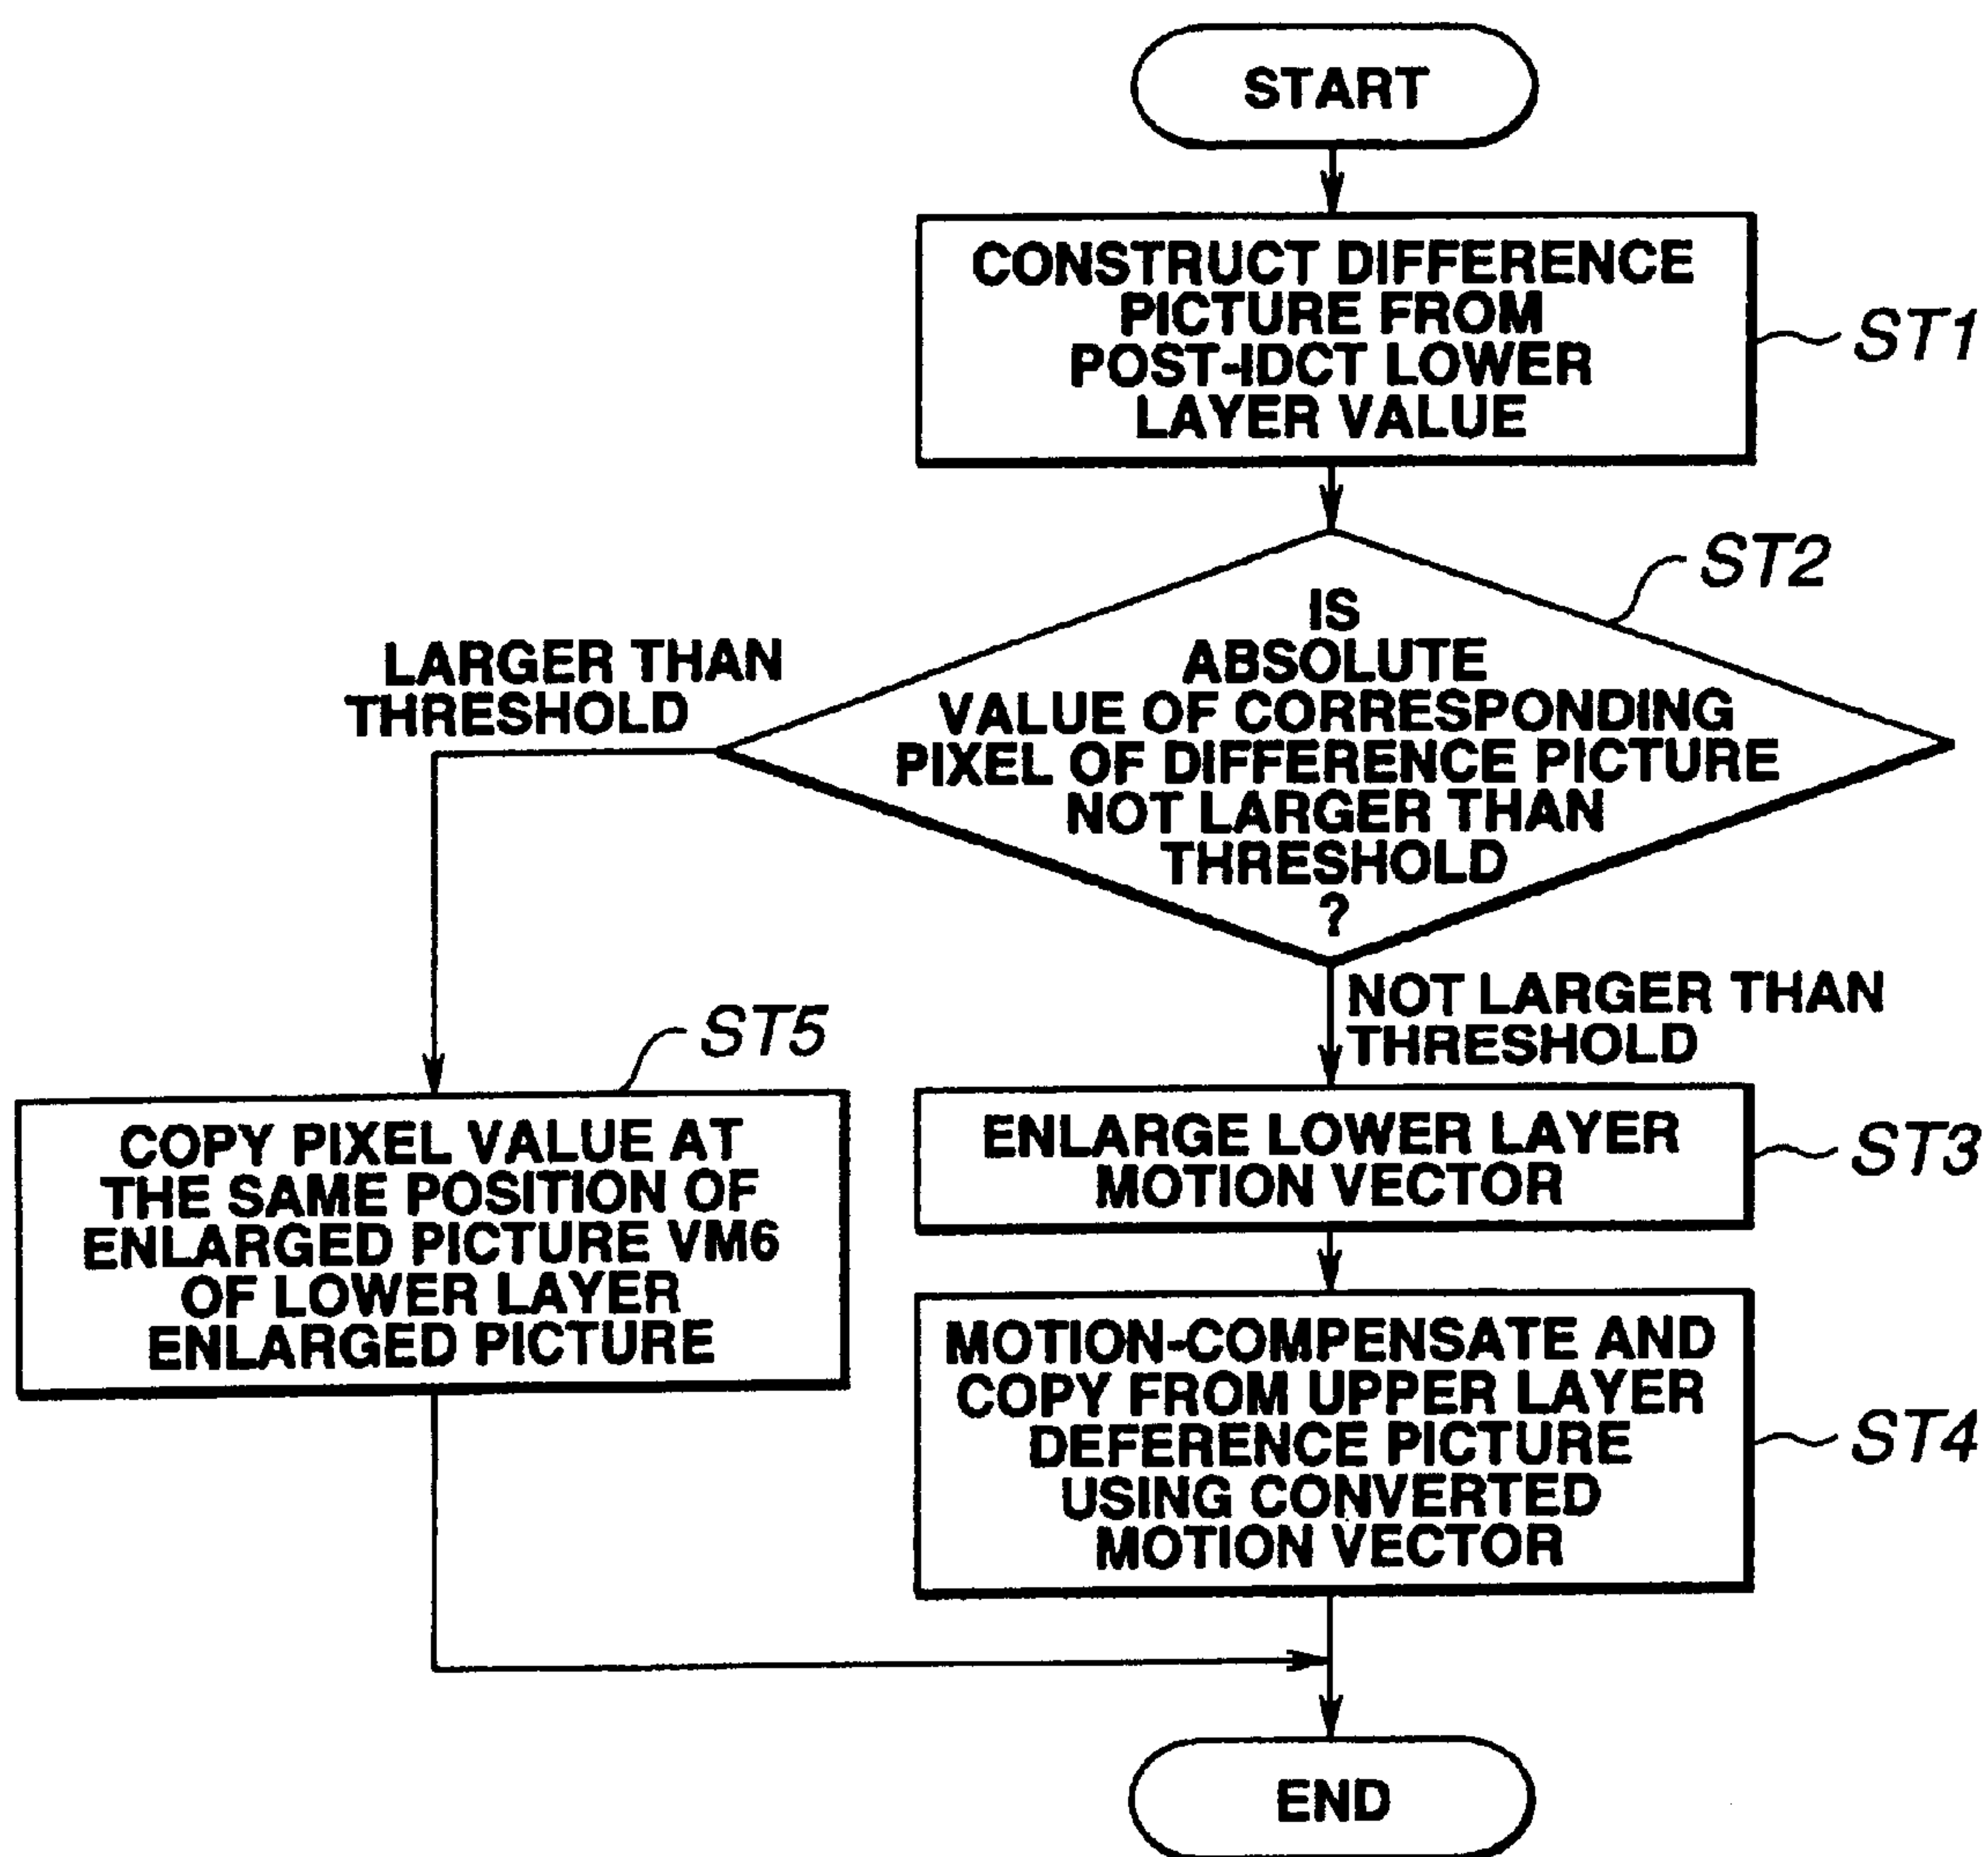 START
CONSTRUCT DIFFERENCE
PICTURE FROM
POST-IDCT LOWER
LAYER VALUE
ST1
ST2
IS
ABSOLUTE
VALUE OF CORRESPONDING
PIXEL OF DIFFERENCE PICTURE
NOT LARGER THAN
THRESHOLD
?
LARGER THAN
THRESHOLD
NOT LARGER THAN
THRESHOLD
ST5
COPY PIXEL VALUE AT
THE SAME POSITION OF
ENLARGED PICTURE VM6
OF LOWER LAYER
ENLARGED PICTURE
ENLARGE LOWER LAYER
MOTION VECTOR
ST3
MOTION-COMPENSATE AND
COPY FROM UPPER LAYER
DEFERENCE PICTURE
USING CONVERTED
MOTION VECTOR
ST4
END